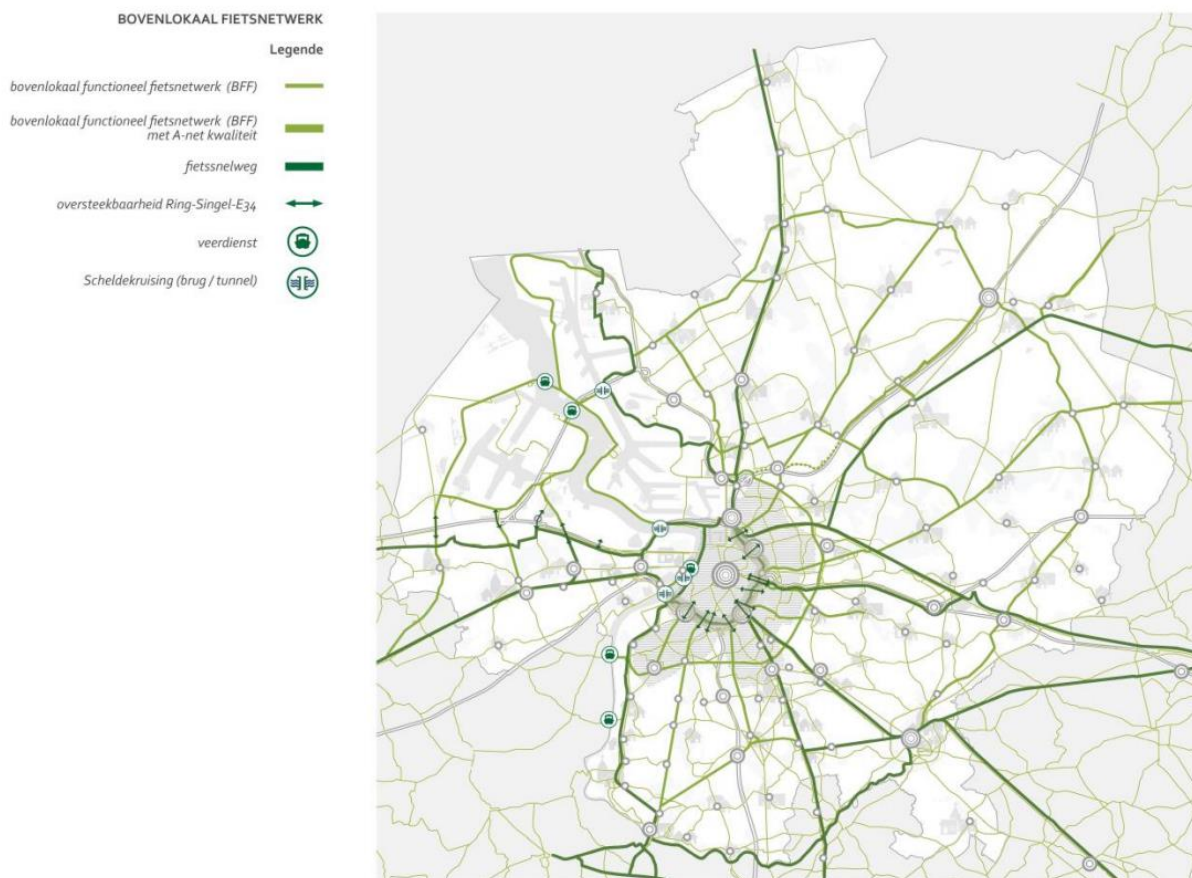 BOVENLOKAAL FIETSNETWERK
Legende
bovenlokaal functioneel fietsnetwerk (BFF)
bovenlokaal functioneel fietsnetwerk (BFF)
met A-net kwaliteit
fietssnelweg
oversteekbaarheid Ring-Singel-E34
veerdienst
Scheldekruising (brug / tunnel)